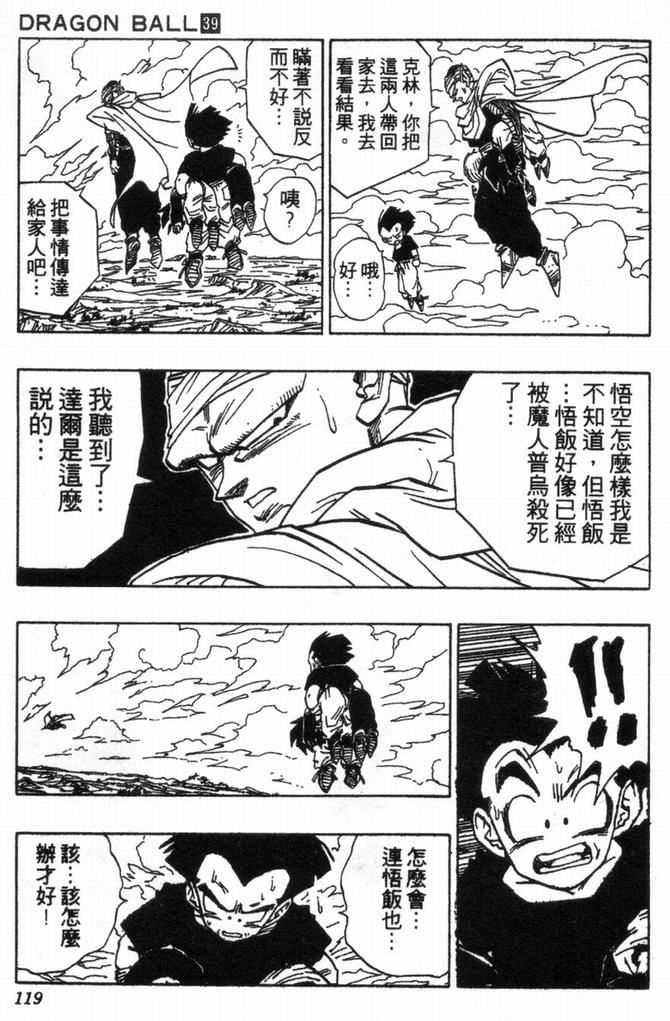 DRAGON BALL 39
克林，你把
這兩人帶回
家去，我去
看看結果。
哦…
好…
瞞著不說反
而不好…
咦？
把事情傳達
給家人吧…
悟空怎麼樣我是
不知道，但悟飯
…悟飯好像已經
被魔人普烏殺死
了…
我聽到了…
達爾是這麼
說的…
!!
怎麼會…
連悟飯也…
該…該怎麼
辦才好！
119